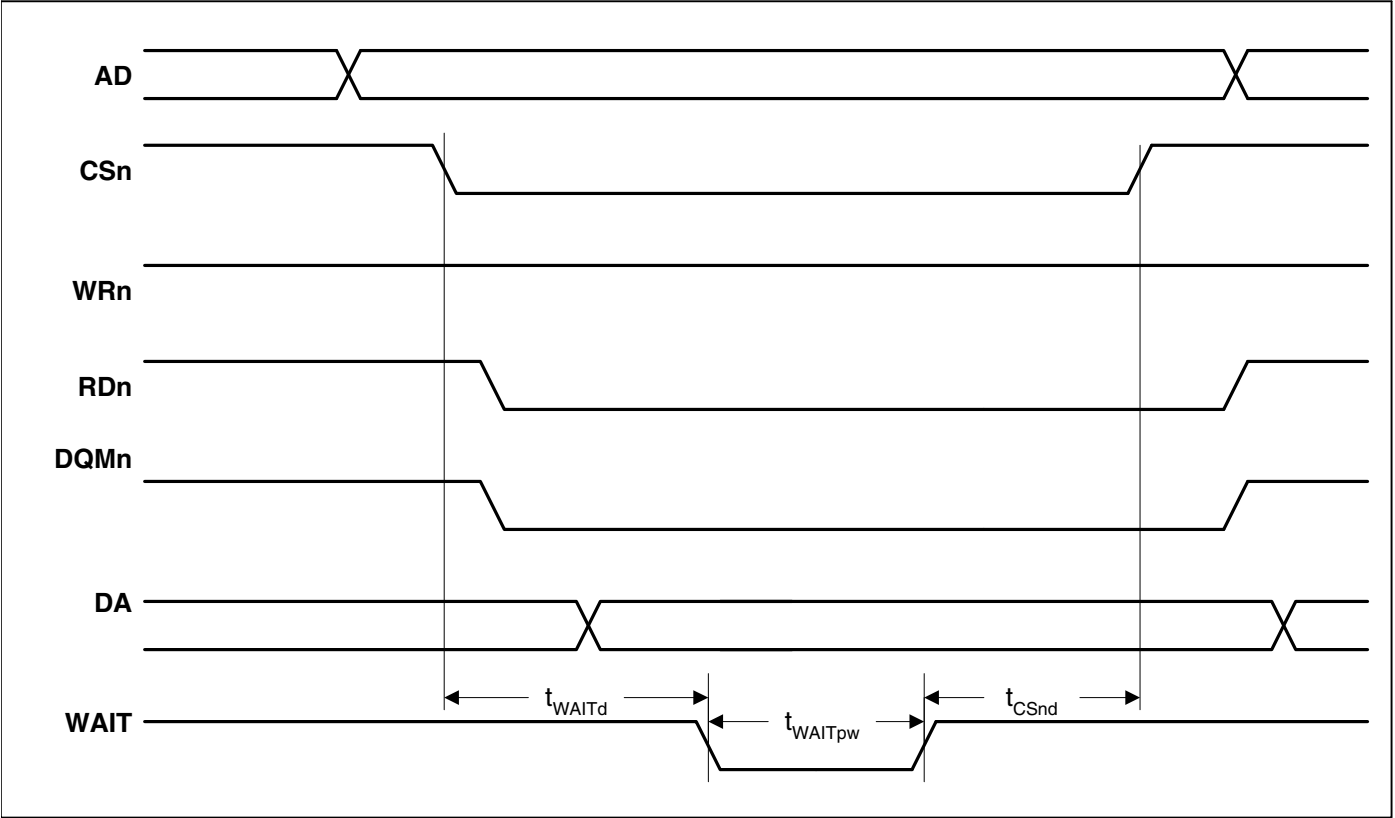 AD
CSn
WRn
RDn
DQMn
DA
tWAITd
tCSnd
WAIT
tWAITpw